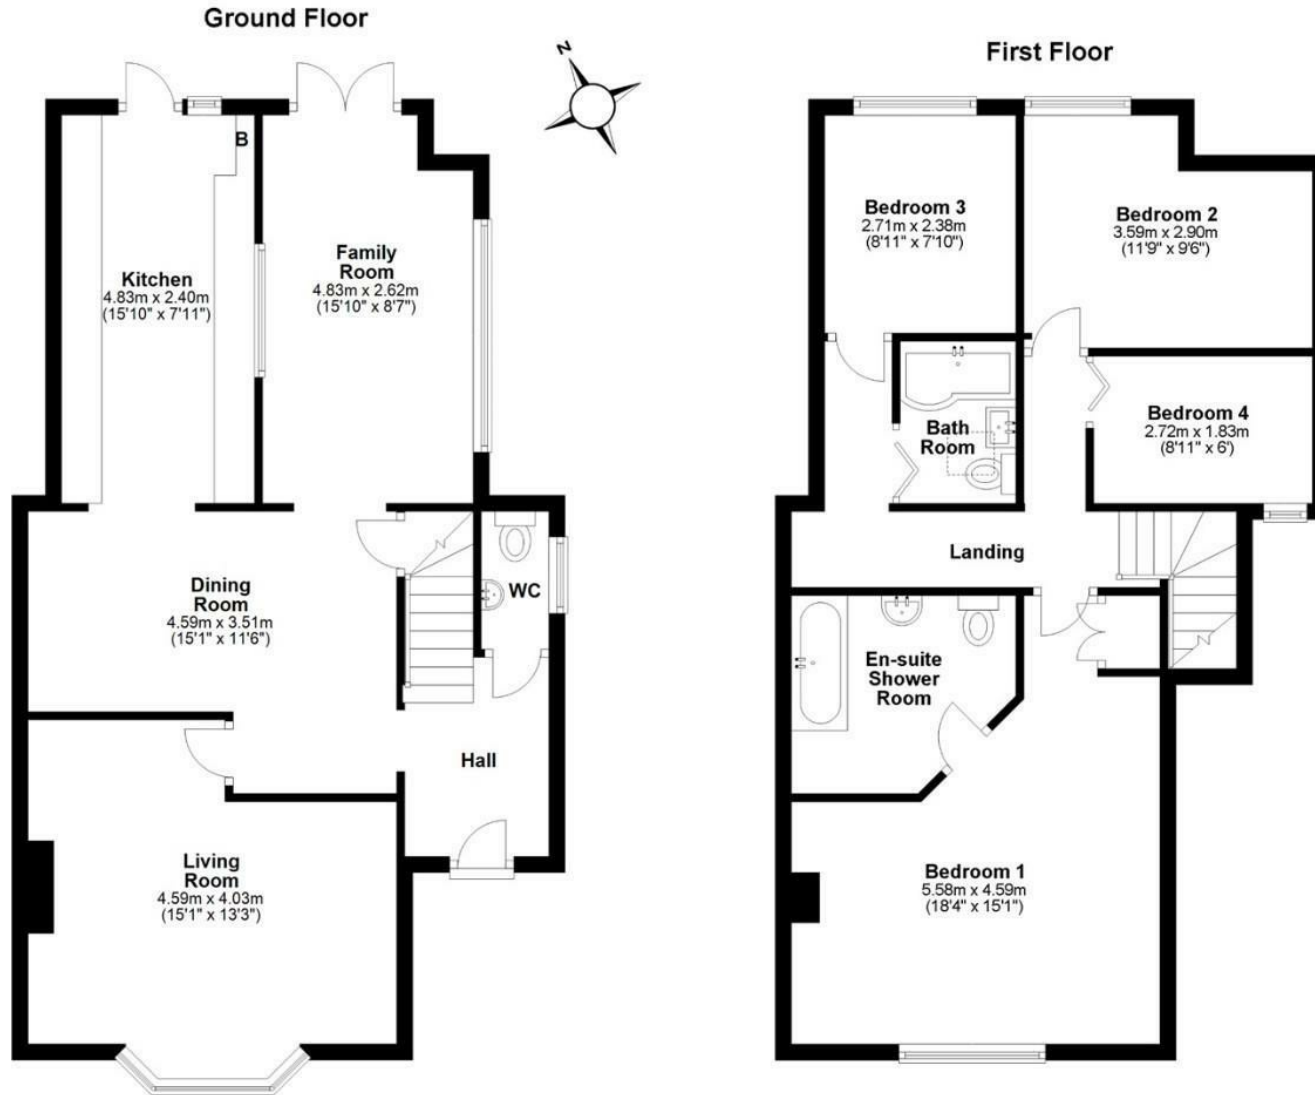 Ground Floor
N
First Floor
B
Kitchen
4.83m x 2.40m
(15'10" x 7'11")
Family
Room
4.83m x 2.62m
(15'10" x 8'7")
Dining
Room
4.59m x 3.51m
(15'1" x 11'6")
WC
Hall
Living
Room
4.59m x 4.03m
(15'1" x 13'3")
Bedroom 3
2.71m x 2.38m
(8'11" x 7'10")
Bedroom 2
3.59m x 2.90m
(11'9" x 9'6")
Bath
Room
Bedroom 4
2.72m x 1.83m
(8'11" x 6')
Landing
En-suite
Shower
Room
Bedroom 1
5.58m x 4.59m
(18'4" x 15'1")